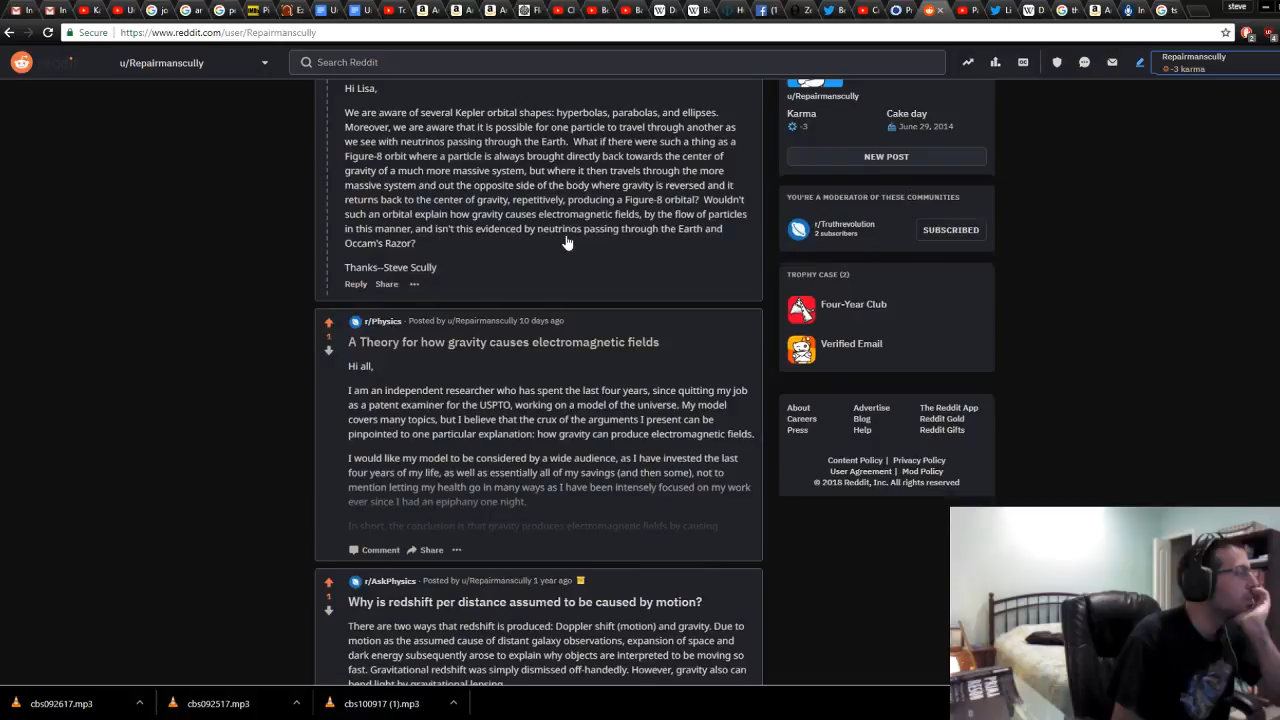 steve
Secure https://www.reddit.com/user/Repairmanscully
u/Repairmanscully
Search Reddit
Repairmanscully
-3 karma
Hi Lisa,
We are aware of several Kepler orbital shapes: hyperbolas, parabolas, and ellipses.
Moreover, we are aware that it is possible for one particle to travel through another as
we see with neutrinos passing through the Earth. What if there were such a thing as a
Figure-8 orbit where a particle is always brought directly back towards the center of
gravity of a much more massive system, but where it then travels through the more
massive system and out the opposite side of the body where gravity is reversed and it
returns back to the center of gravity, repetitively, producing a Figure-8 orbital? Wouldn't
such an orbital explain how gravity causes electromagnetic fields, by the flow of particles
in this manner, and isn't this evidenced by neutrinos passing through the Earth and
Occam's Razor?
Thanks--Steve Scully
Reply Share
r/Physics · Posted by u/Repairmanscully 10 days ago
1
A Theory for how gravity causes electromagnetic fields
Hi all,
I am an independent researcher who has spent the last four years, since quitting my job
as a patent examiner for the USPTO, working on a model of the universe. My model
covers many topics, but I believe that the crux of the arguments I present can be
pinpointed to one particular explanation: how gravity can produce electromagnetic fields.
I would like my model to be considered by a wide audience, as I have invested the last
four years of my life, as well as essentially all of my savings (and then some), not to
mention letting my health go in many ways as I have been intensely focused on my work
ever since I had an epiphany one night.
In short, the conclusion is that gravity produces electromagnetic fields by causing
Comment Share
r/AskPhysics · Posted by u/Repairmanscully 1 year ago
1
Why is redshift per distance assumed to be caused by motion?
There are two ways that redshift is produced: Doppler shift (motion) and gravity. Due to
motion as the assumed cause of distant galaxy observations, expansion of space and
dark energy subsequently arose to explain why objects are interpreted to be moving so
fast. Gravitational redshift was simply dismissed off-handedly. However, gravity also can
bend light by gravitational lensing.
u/Repairmanscully
Karma Cake day
-3 June 29, 2014
NEW POST
YOU'RE A MODERATOR OF THESE COMMUNITIES
r/Truthrevolution
2 subscribers
SUBSCRIBED
TROPHY CASE (2)
Four-Year Club
Verified Email
About Advertise The Reddit App
Careers Blog Reddit Gold
Press Help Reddit Gifts
Content Policy | Privacy Policy
User Agreement | Mod Policy
© 2018 Reddit, Inc. All rights reserved
cbs092617.mp3 cbs092517.mp3 cbs100917 (1).mp3